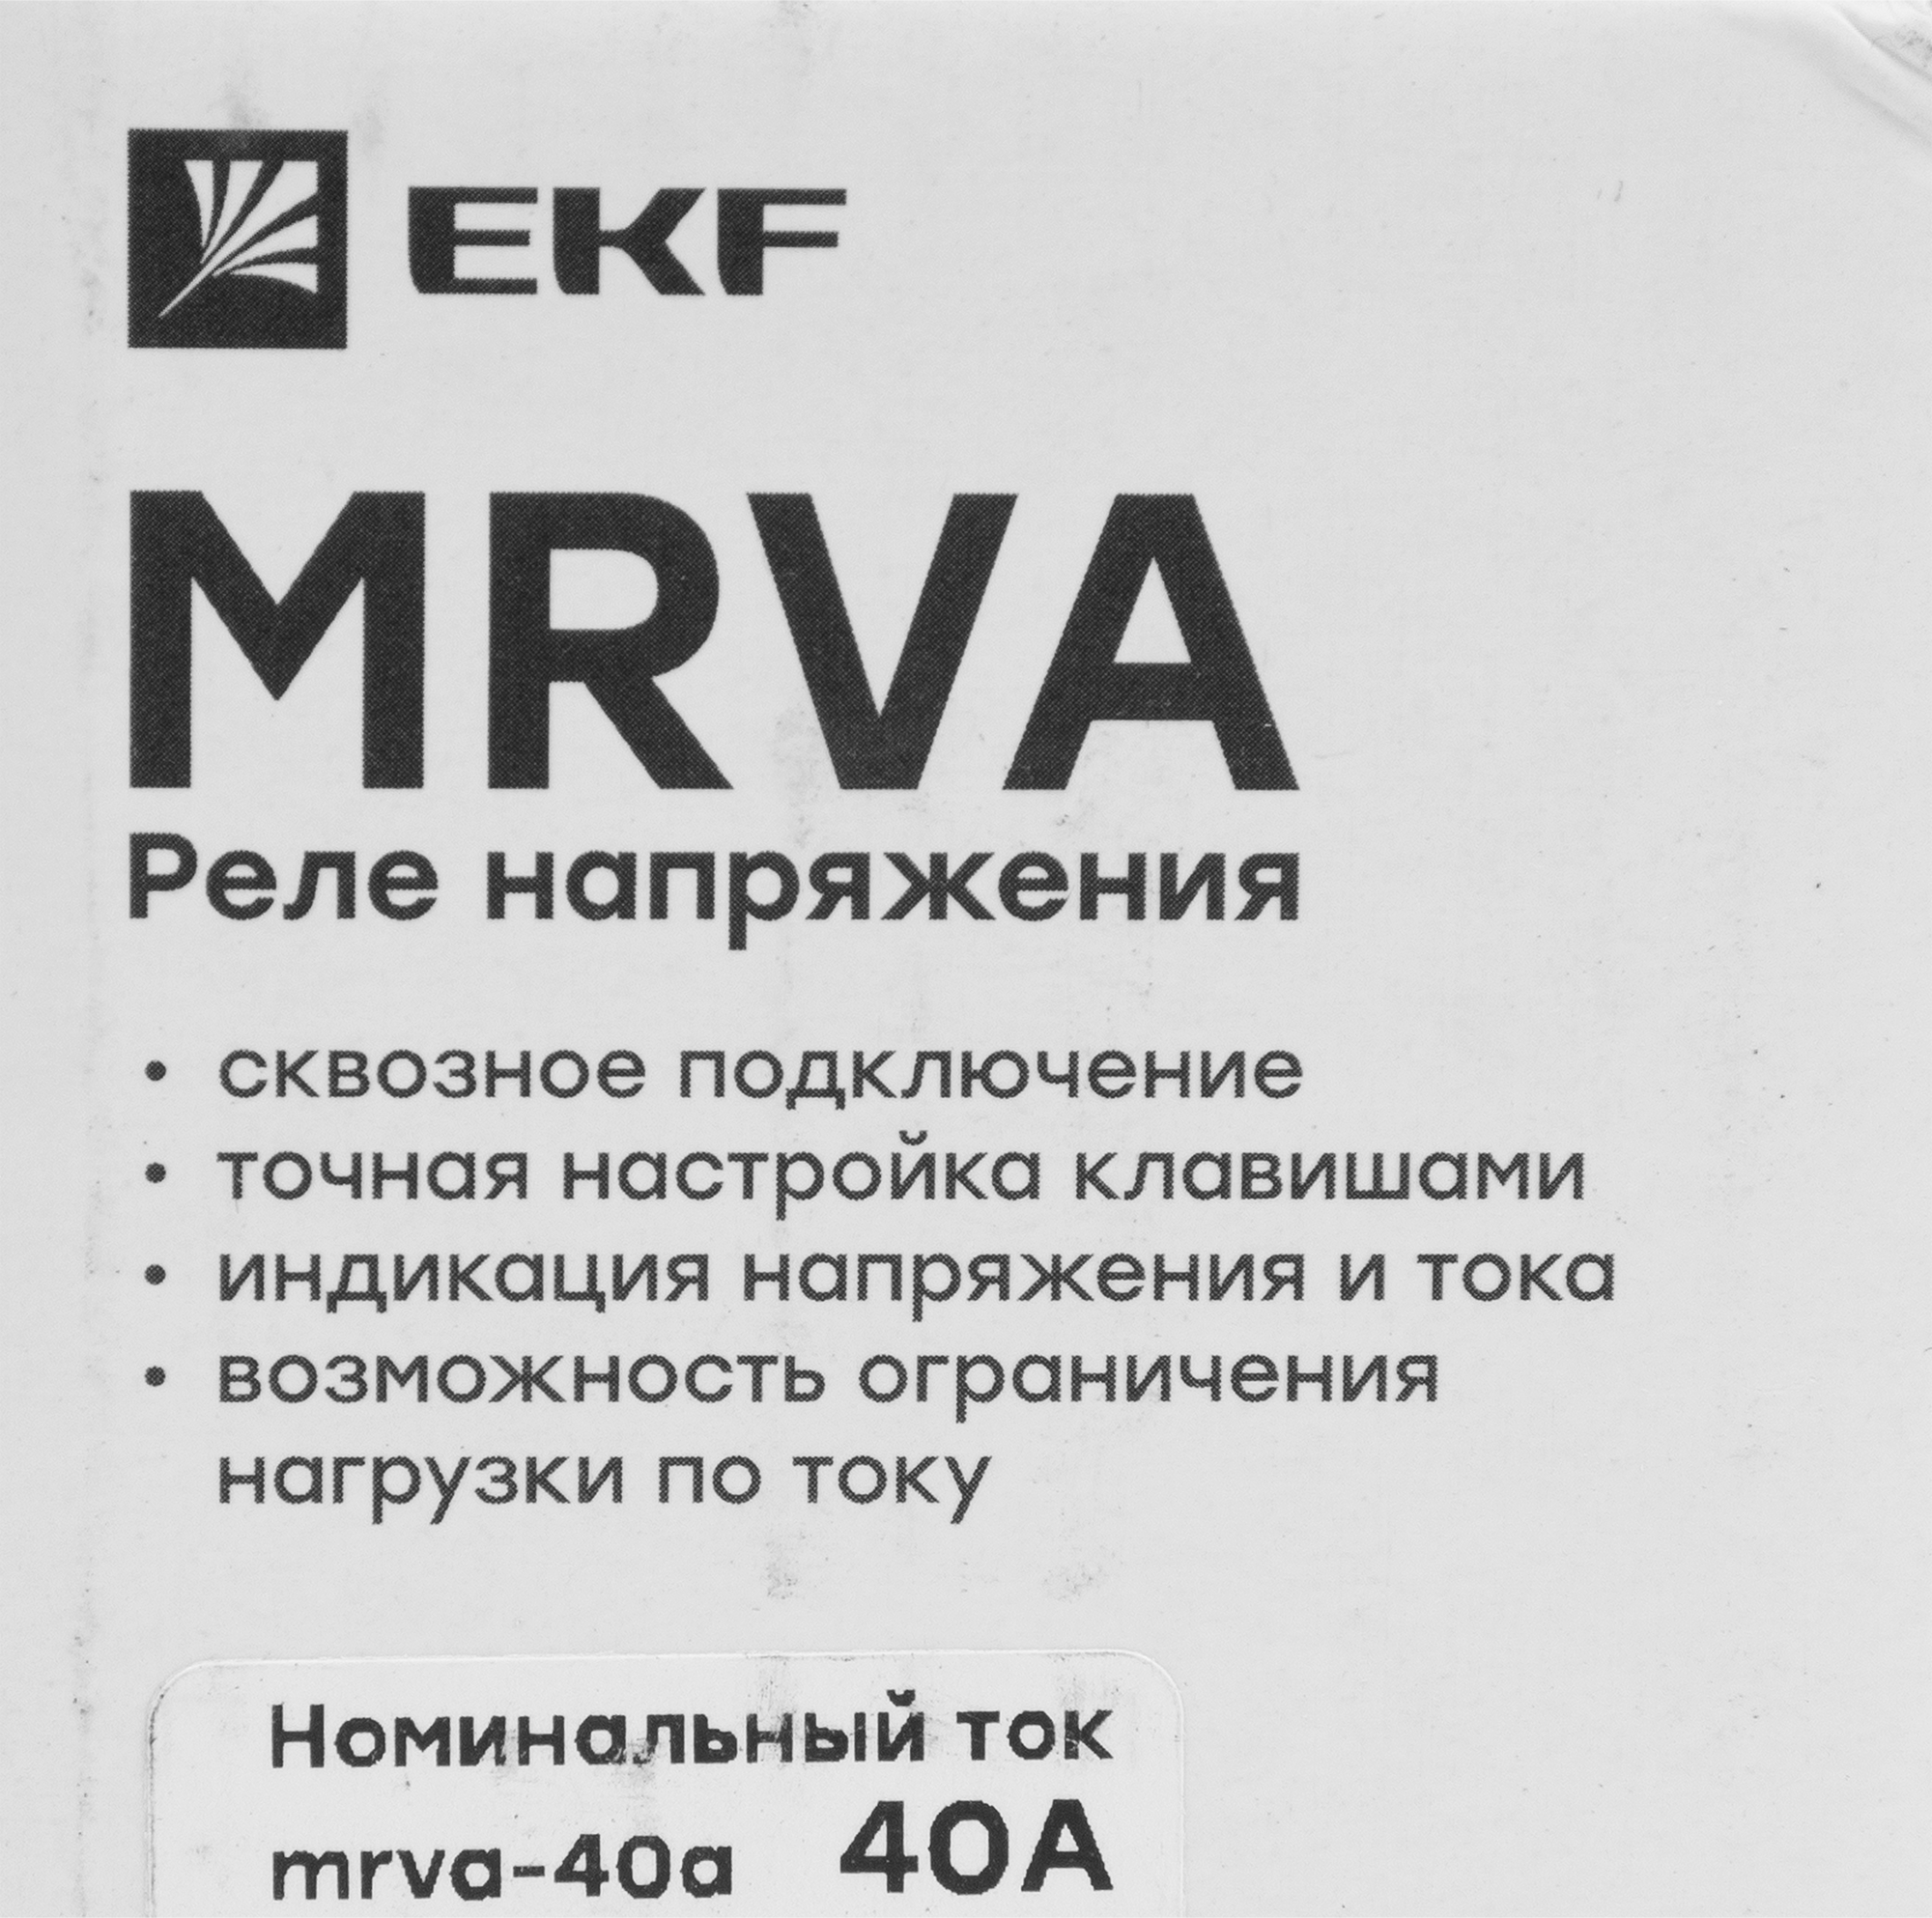 EKF
MRVA
Реле напряжения
• сквозное подключение
• точная настройка клавишами
• индикация напряжения и тока
• возможность ограничения
нагрузки по току
Номинальный ток
mrva-40a 40A